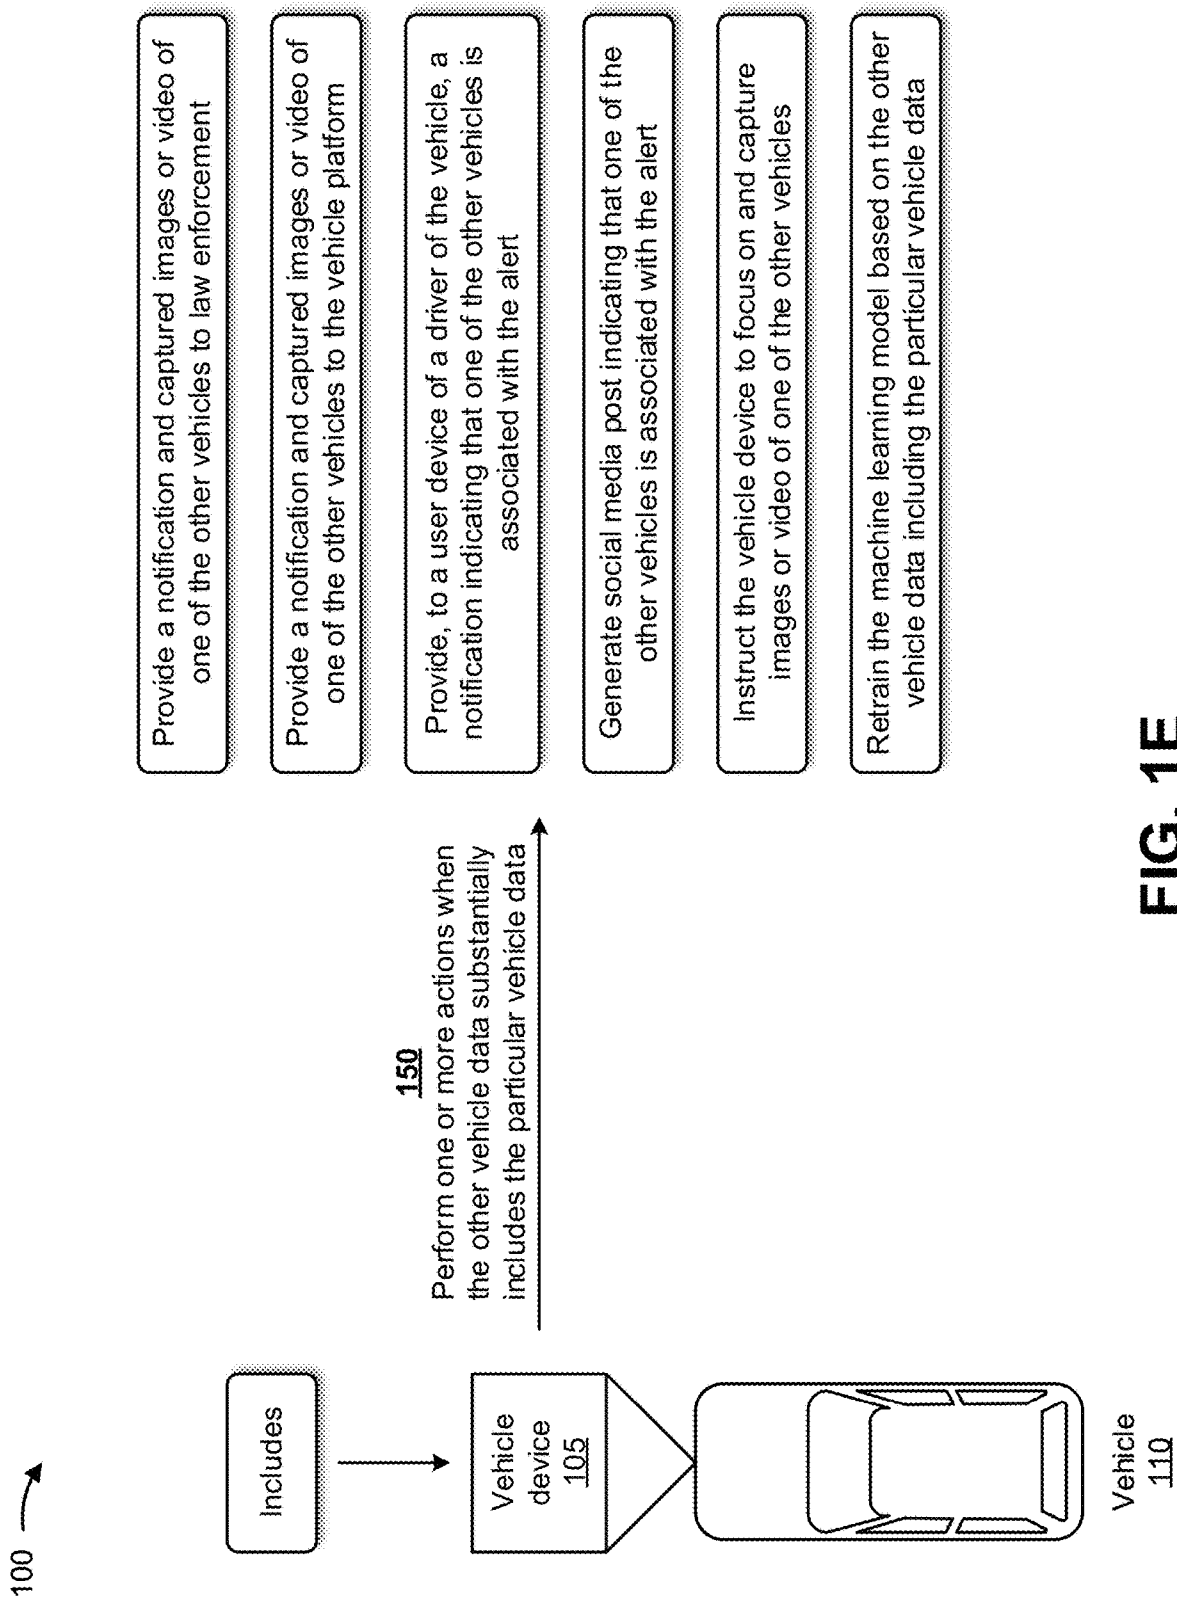 100
Includes
Vehicle
device
105
Vehicle
110
150
Perform one or more actions when
the other vehicle data substantially
includes the particular vehicle data
Provide a notification and captured images or video of
one of the other vehicles to law enforcement
Provide a notification and captured images or video of
one of the other vehicles to the vehicle platform
Provide, to a user device of a driver of the vehicle, a
notification indicating that one of the other vehicles is
associated with the alert
Generate social media post indicating that one of the
other vehicles is associated with the alert
Instruct the vehicle device to focus on and capture
images or video of one of the other vehicles
Retrain the machine learning model based on the other
vehicle data including the particular vehicle data
FIG. 1E